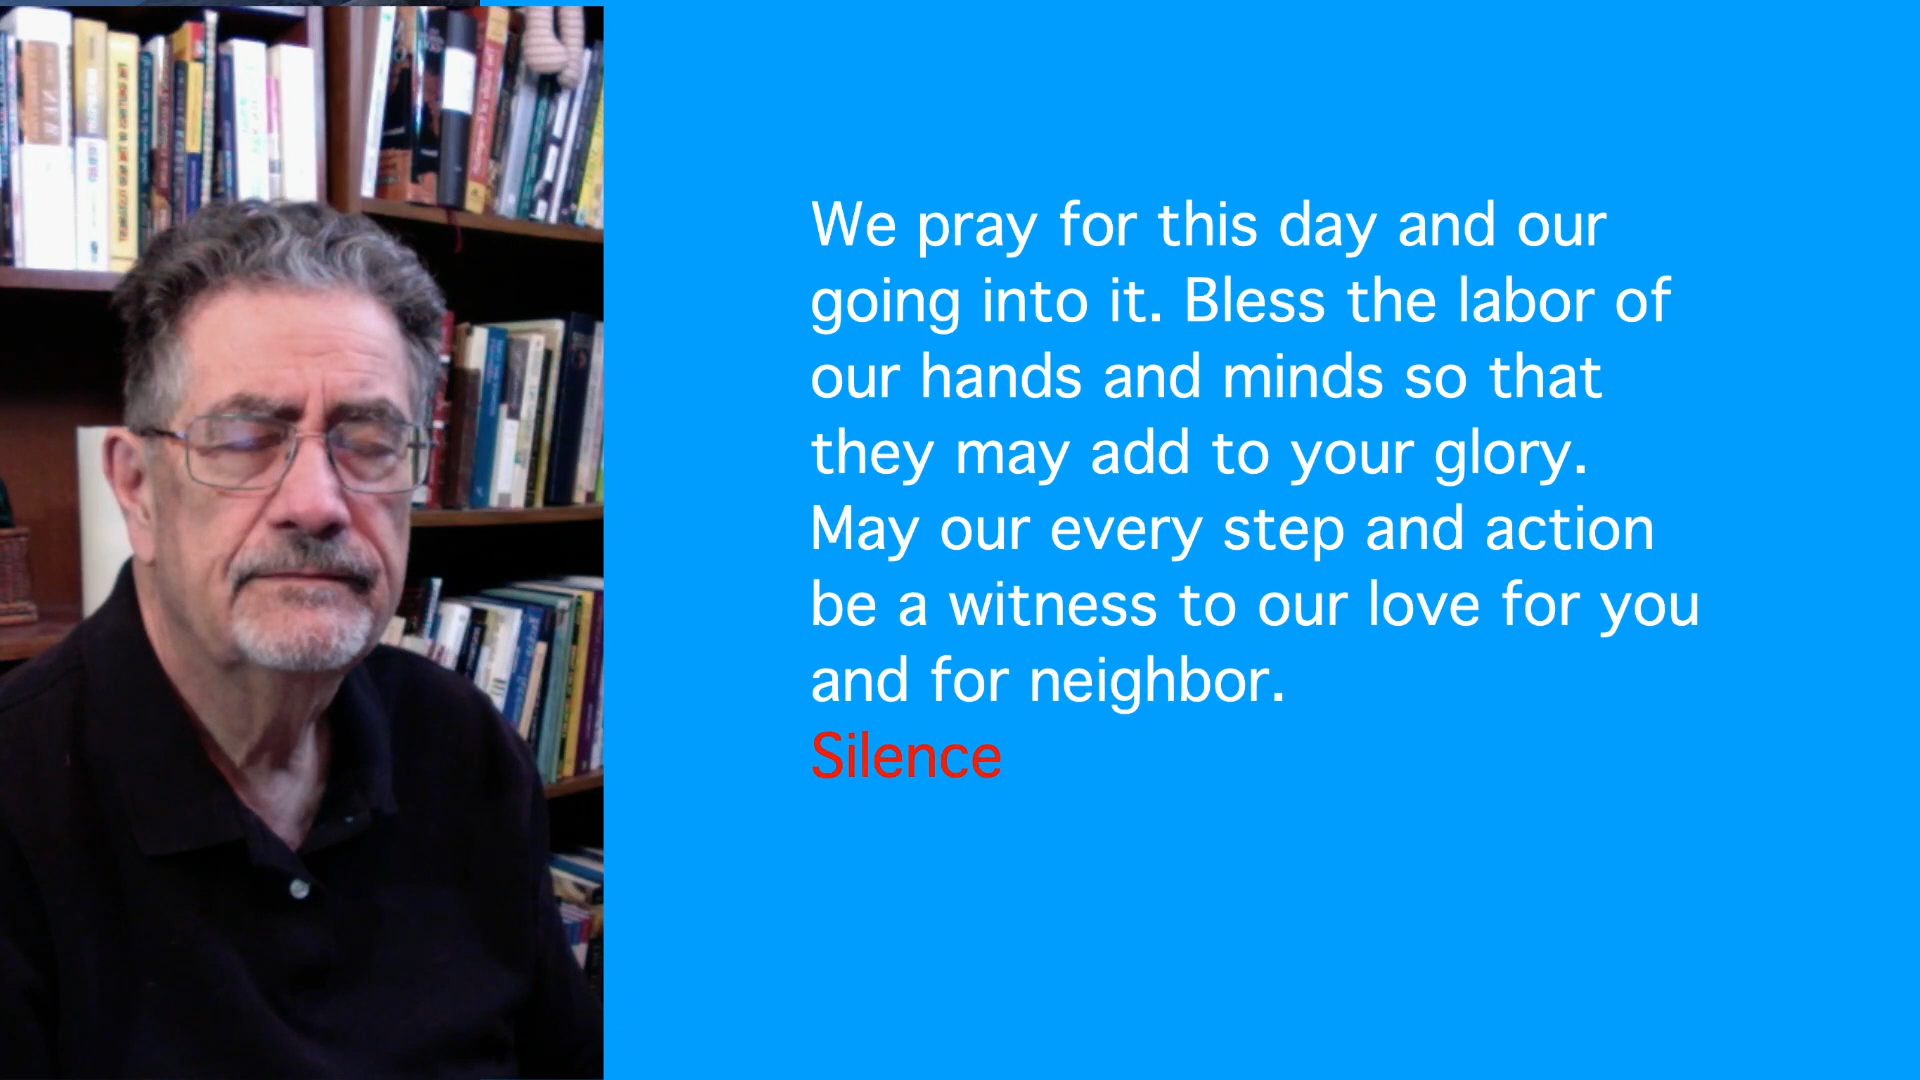 We pray for this day and our
going into it. Bless the labor of
our hands and minds so that
they may add to your glory.
May our every step and action
be a witness to our love for you
and for neighbor.
Silence